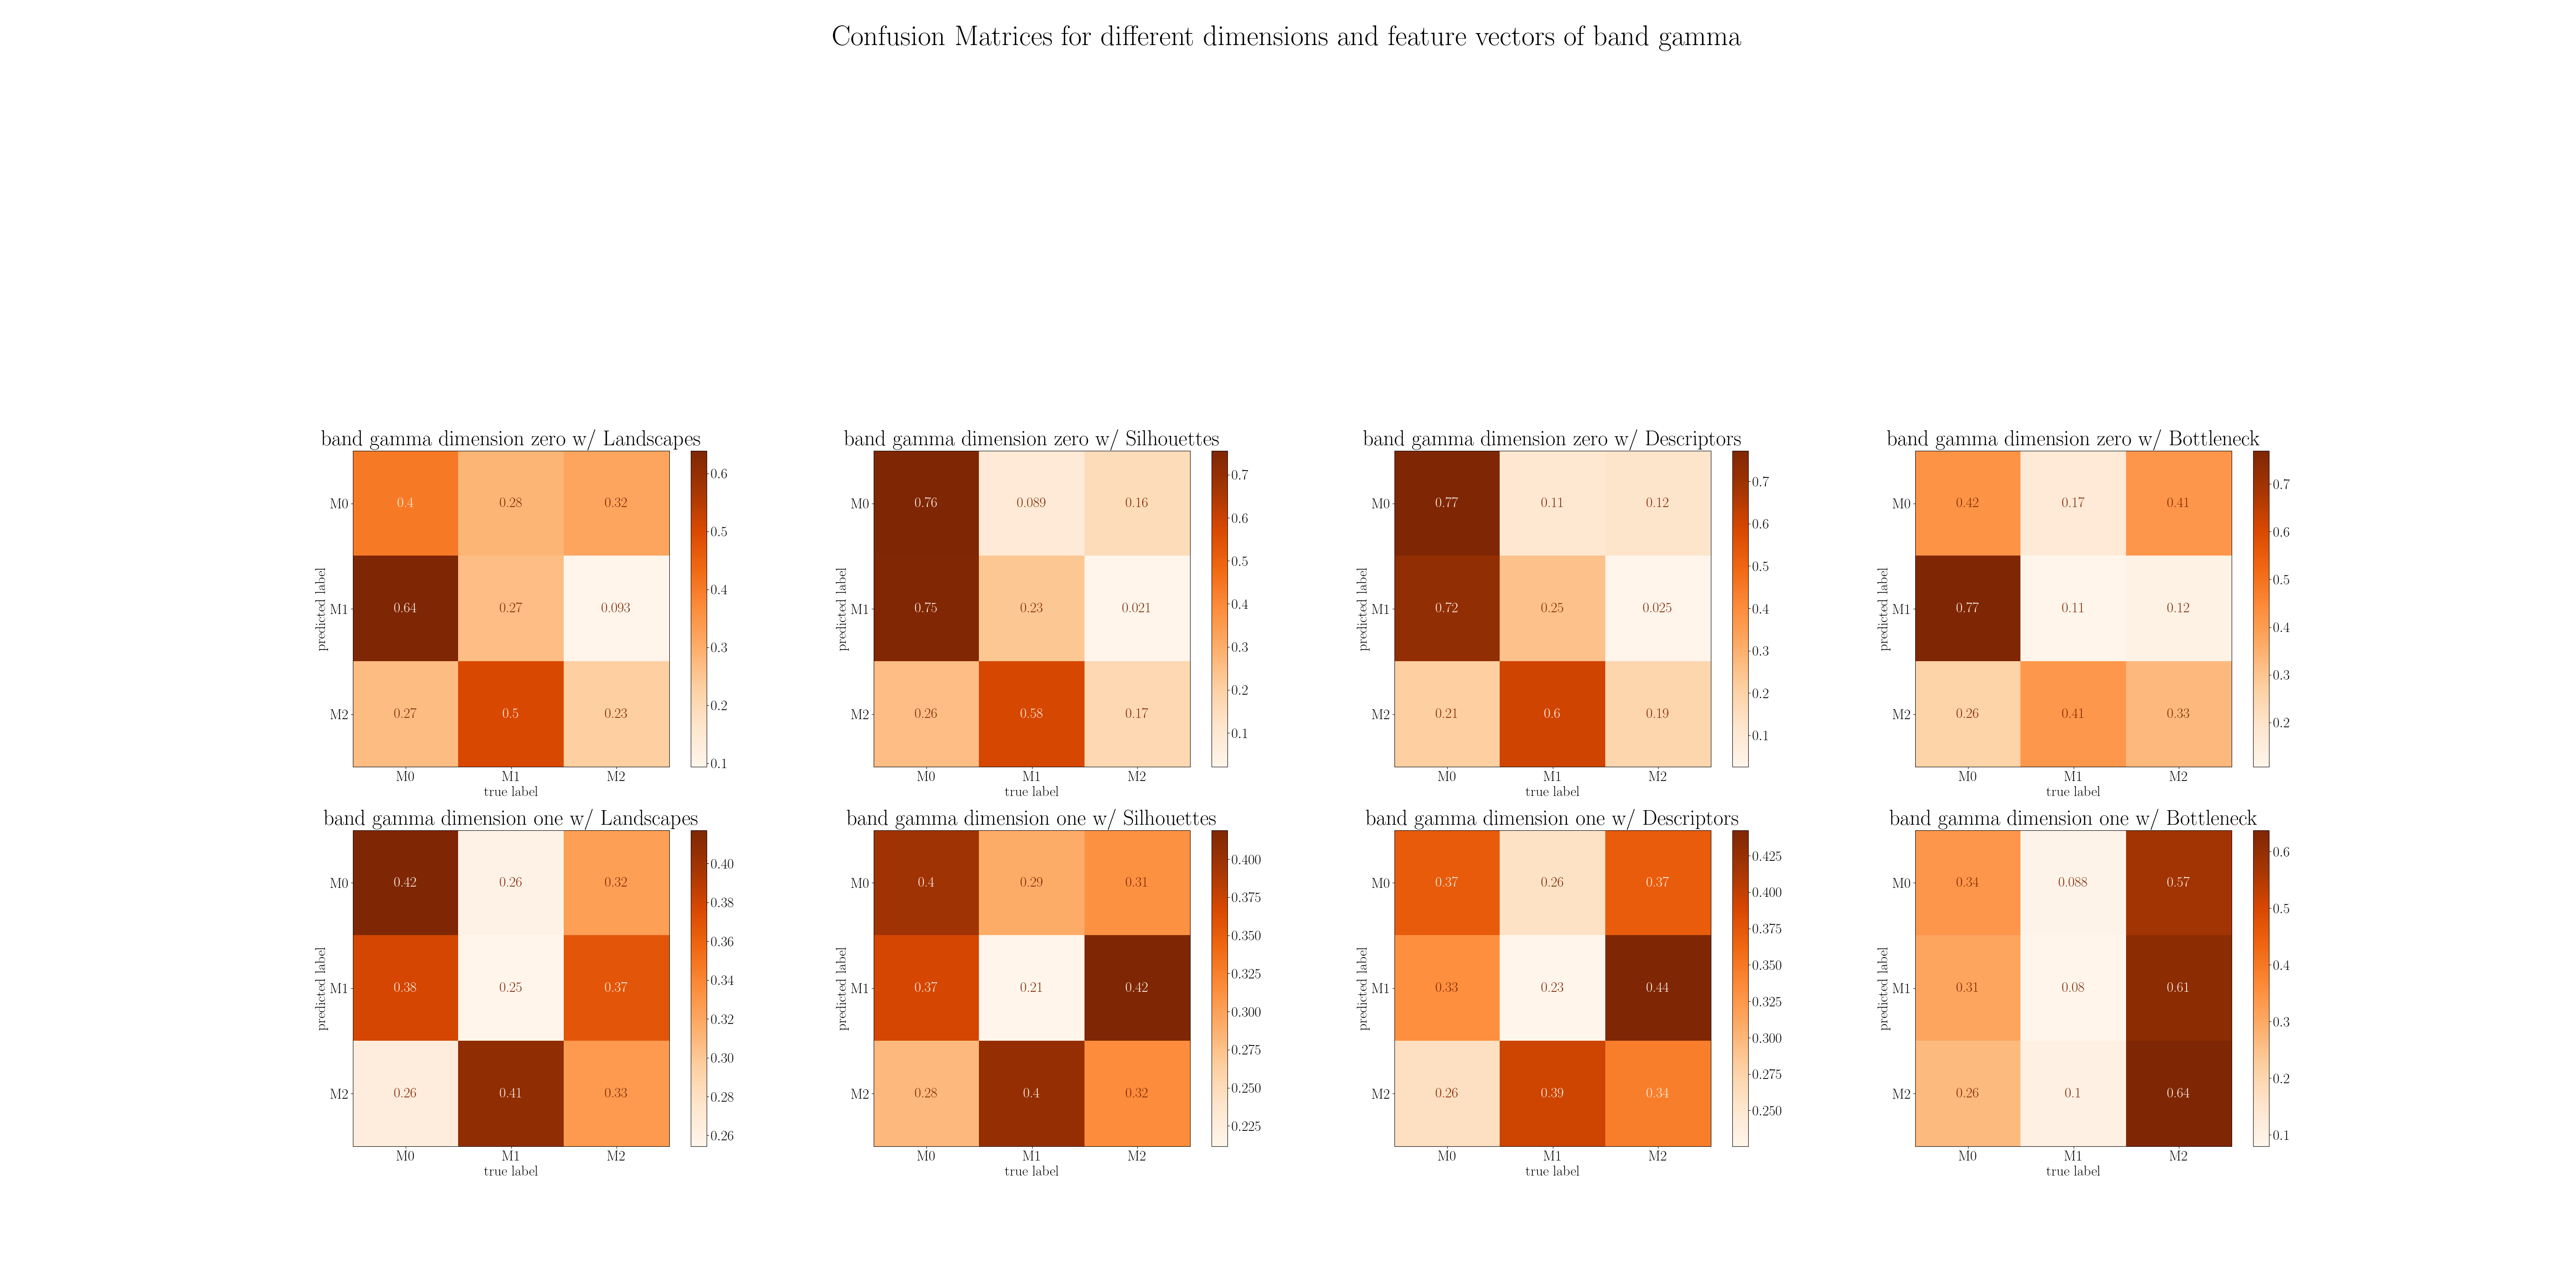 Confusion Matrices for different dimensions and feature vectors of band gamma
band gamma dimension zero w/ Landscapes
predicted label
M0 0.4 0.28 0.32
M1 0.64 0.27 0.093
M2 0.27 0.5 0.23
M0 M1 M2
true label
0.6
0.5
0.4
0.3
0.2
0.1
band gamma dimension zero w/ Silhouettes
predicted label
M0 0.76 0.089 0.16
M1 0.75 0.23 0.021
M2 0.26 0.58 0.17
M0 M1 M2
true label
0.7
0.6
0.5
0.4
0.3
0.2
0.1
band gamma dimension zero w/ Descriptors
predicted label
M0 0.77 0.11 0.12
M1 0.72 0.25 0.025
M2 0.21 0.6 0.19
M0 M1 M2
true label
0.7
0.6
0.5
0.4
0.3
0.2
0.1
band gamma dimension zero w/ Bottleneck
predicted label
M0 0.42 0.17 0.41
M1 0.77 0.11 0.12
M2 0.26 0.41 0.33
M0 M1 M2
true label
0.7
0.6
0.5
0.4
0.3
0.2
band gamma dimension one w/ Landscapes
predicted label
M0 0.42 0.26 0.32
M1 0.38 0.25 0.37
M2 0.26 0.41 0.33
M0 M1 M2
true label
0.40
0.38
0.36
0.34
0.32
0.30
0.28
0.26
band gamma dimension one w/ Silhouettes
predicted label
M0 0.4 0.29 0.31
M1 0.37 0.21 0.42
M2 0.28 0.4 0.32
M0 M1 M2
true label
0.400
0.375
0.350
0.325
0.300
0.275
0.250
0.225
band gamma dimension one w/ Descriptors
predicted label
M0 0.37 0.26 0.37
M1 0.33 0.23 0.44
M2 0.26 0.39 0.34
M0 M1 M2
true label
0.425
0.400
0.375
0.350
0.325
0.300
0.275
0.250
band gamma dimension one w/ Bottleneck
predicted label
M0 0.34 0.088 0.57
M1 0.31 0.08 0.61
M2 0.26 0.1 0.64
M0 M1 M2
true label
0.6
0.5
0.4
0.3
0.2
0.1